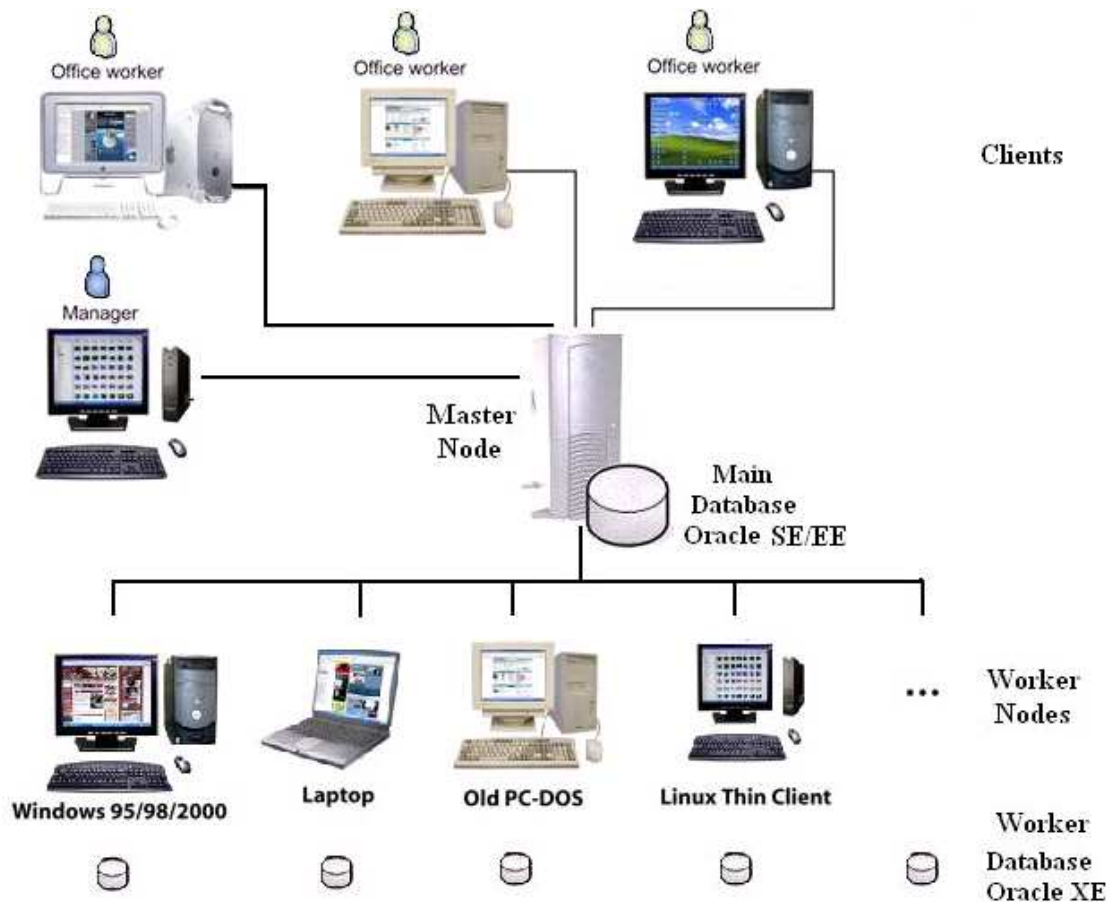 Office worker
Office worker
Office worker
Clients
Manager
Master
Node
Main
Database
Oracle SE/EE
...
Worker
Nodes
Windows 95/98/2000
Laptop
Old PC-DOS
Linux Thin Client
Worker
Database
Oracle XE